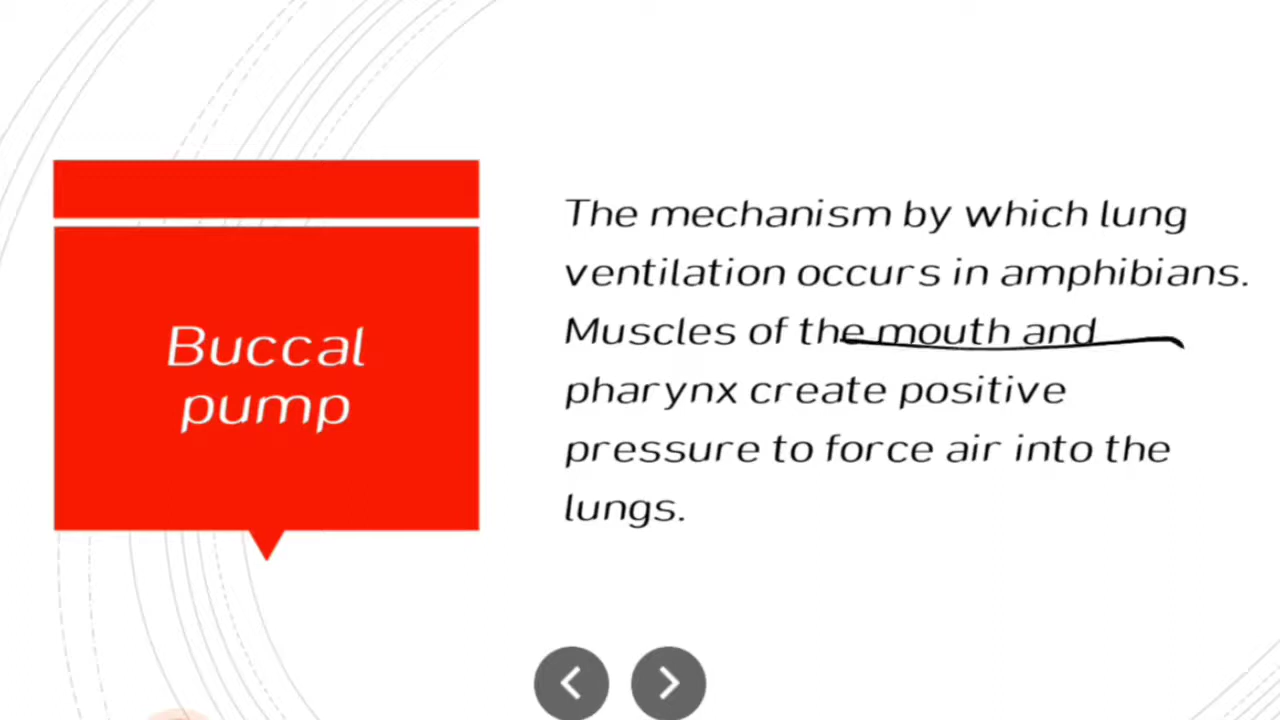 Buccal
pump
The mechanism by which lung
ventilation occurs in amphibians.
Muscles of the mouth and
pharynx create positive
pressure to force air into the
lungs.